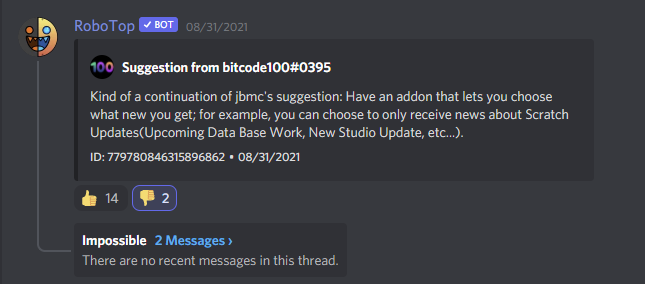 RoboTop ✓ BOT 08/31/2021
100 Suggestion from bitcode100#0395
Kind of a continuation of jbmc's suggestion: Have an addon that lets you choose
what new you get; for example, you can choose to only receive news about Scratch
Updates(Upcoming Data Base Work, New Studio Update, etc...).
ID: 779780846315896862 • 08/31/2021
👍 14 👎 2
Impossible 2 Messages ›
There are no recent messages in this thread.